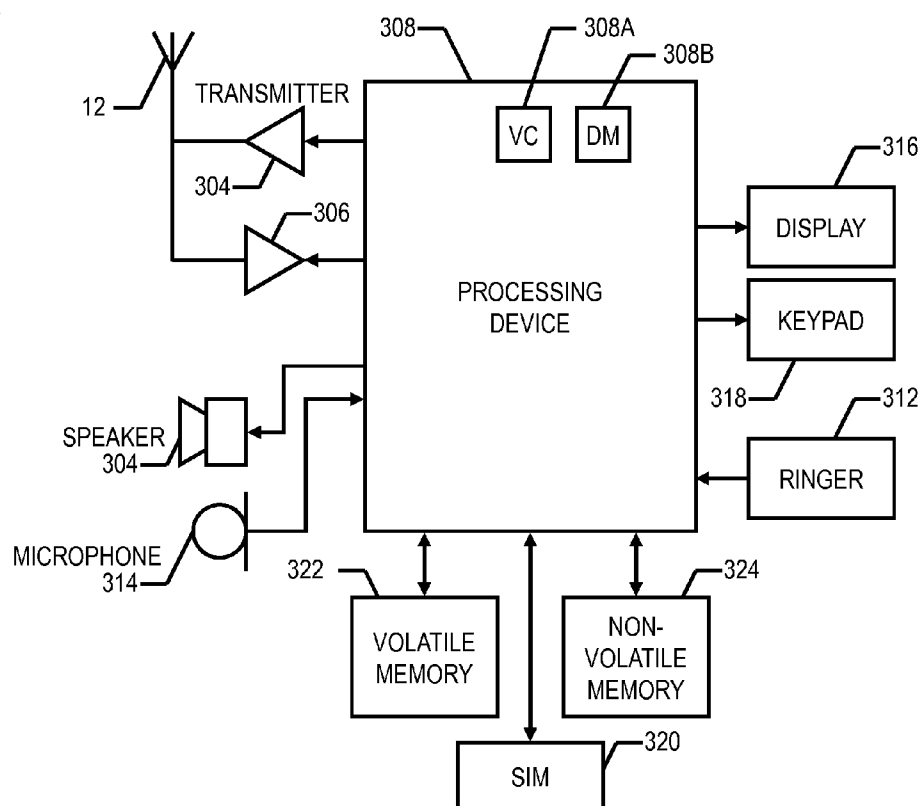 308
308A
308B
12
TRANSMITTER
VC
DM
304
316
DISPLAY
306
PROCESSING
DEVICE
KEYPAD
318
312
SPEAKER
304
RINGER
MICROPHONE
314
322
324
VOLATILE
MEMORY
NON-
VOLATILE
MEMORY
320
SIM